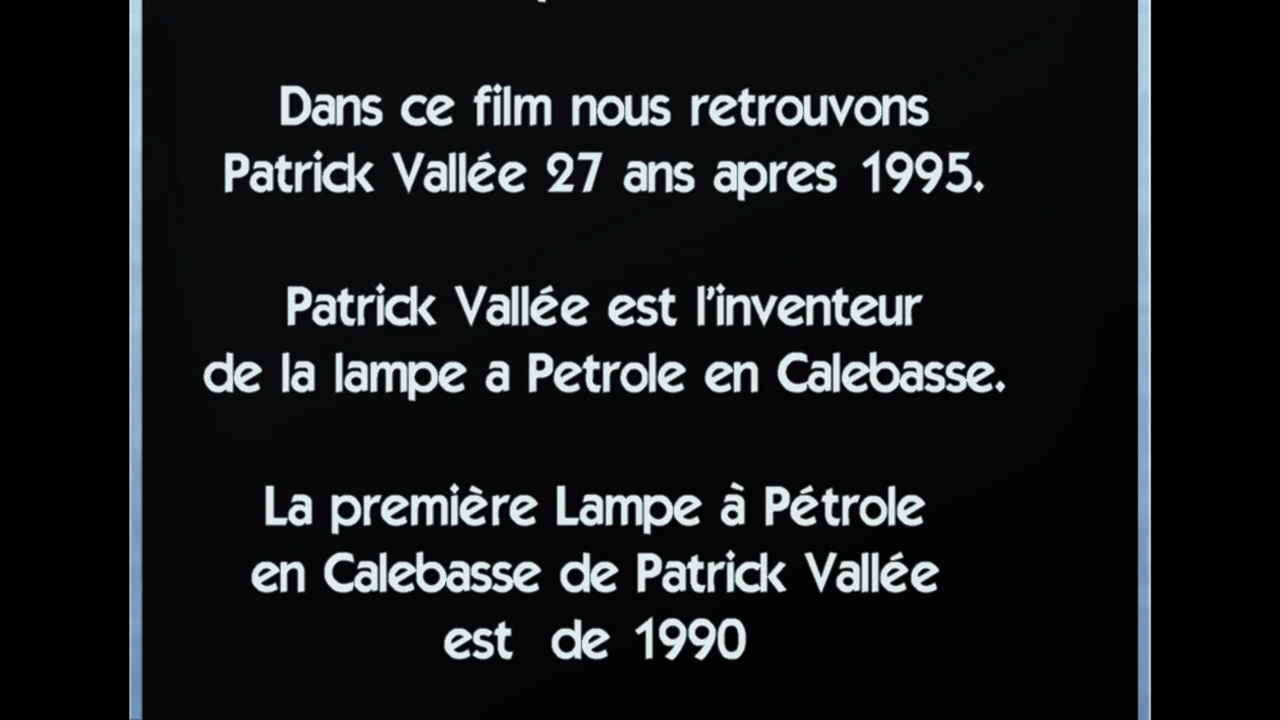 Dans ce film nous retrouvons
Patrick Vallée 27 ans apres 1995.
Patrick Vallée est l'inventeur
de la lampe a Petrole en Calebasse.
La première Lampe à Pétrole
en Calebasse de Patrick Vallée
est de 1990